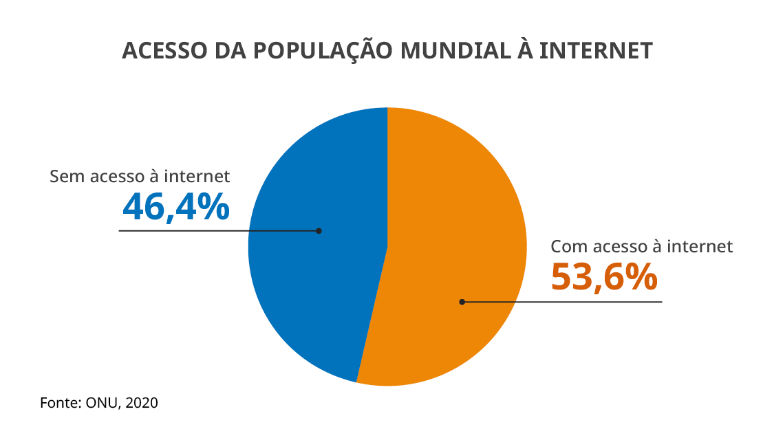 ACESSO DA POPULAÇÃO MUNDIAL À INTERNET
Sem acesso à internet
46,4%
Com acesso à internet
53,6%
Fonte: ONU, 2020